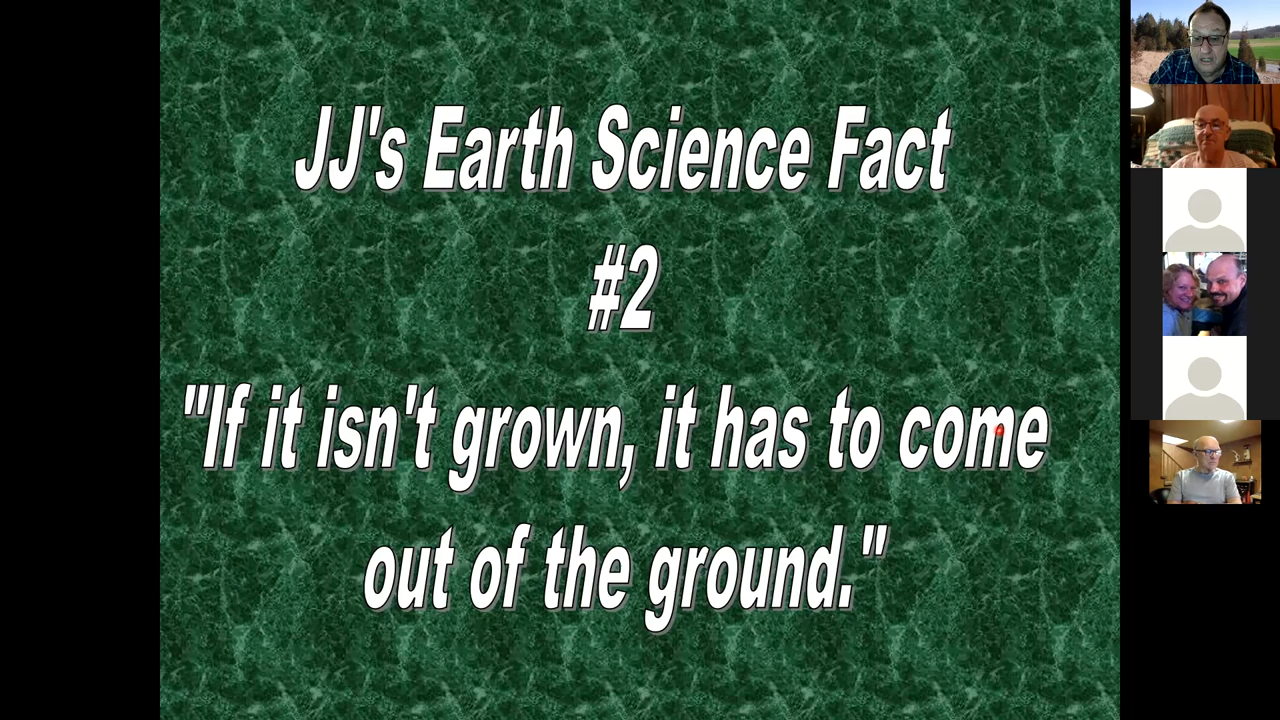 JJ's Earth Science Fact
#2
"If it isn't grown, it has to come
out of the ground."